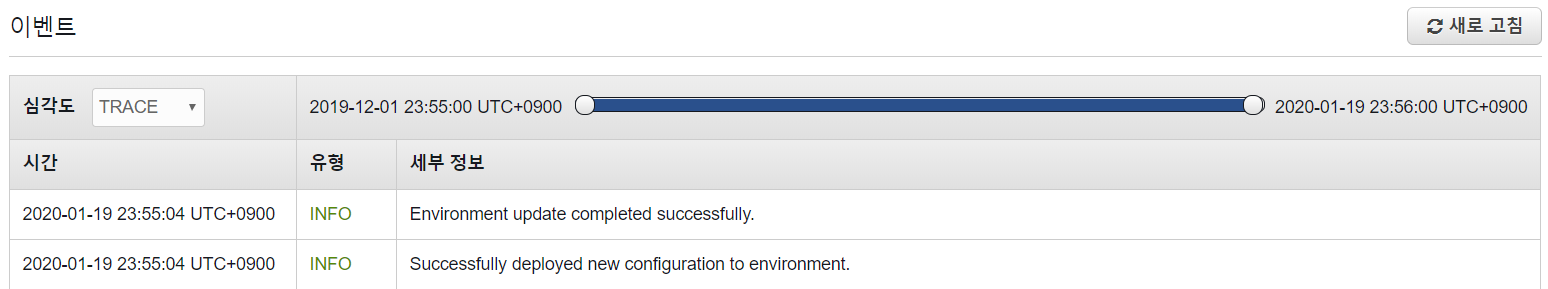 이벤트
새로 고침
심각도 TRACE 2019-12-01 23:55:00 UTC+0900 2020-01-19 23:56:00 UTC+0900
시간 유형 세부 정보
2020-01-19 23:55:04 UTC+0900 INFO Environment update completed successfully.
2020-01-19 23:55:04 UTC+0900 INFO Successfully deployed new configuration to environment.